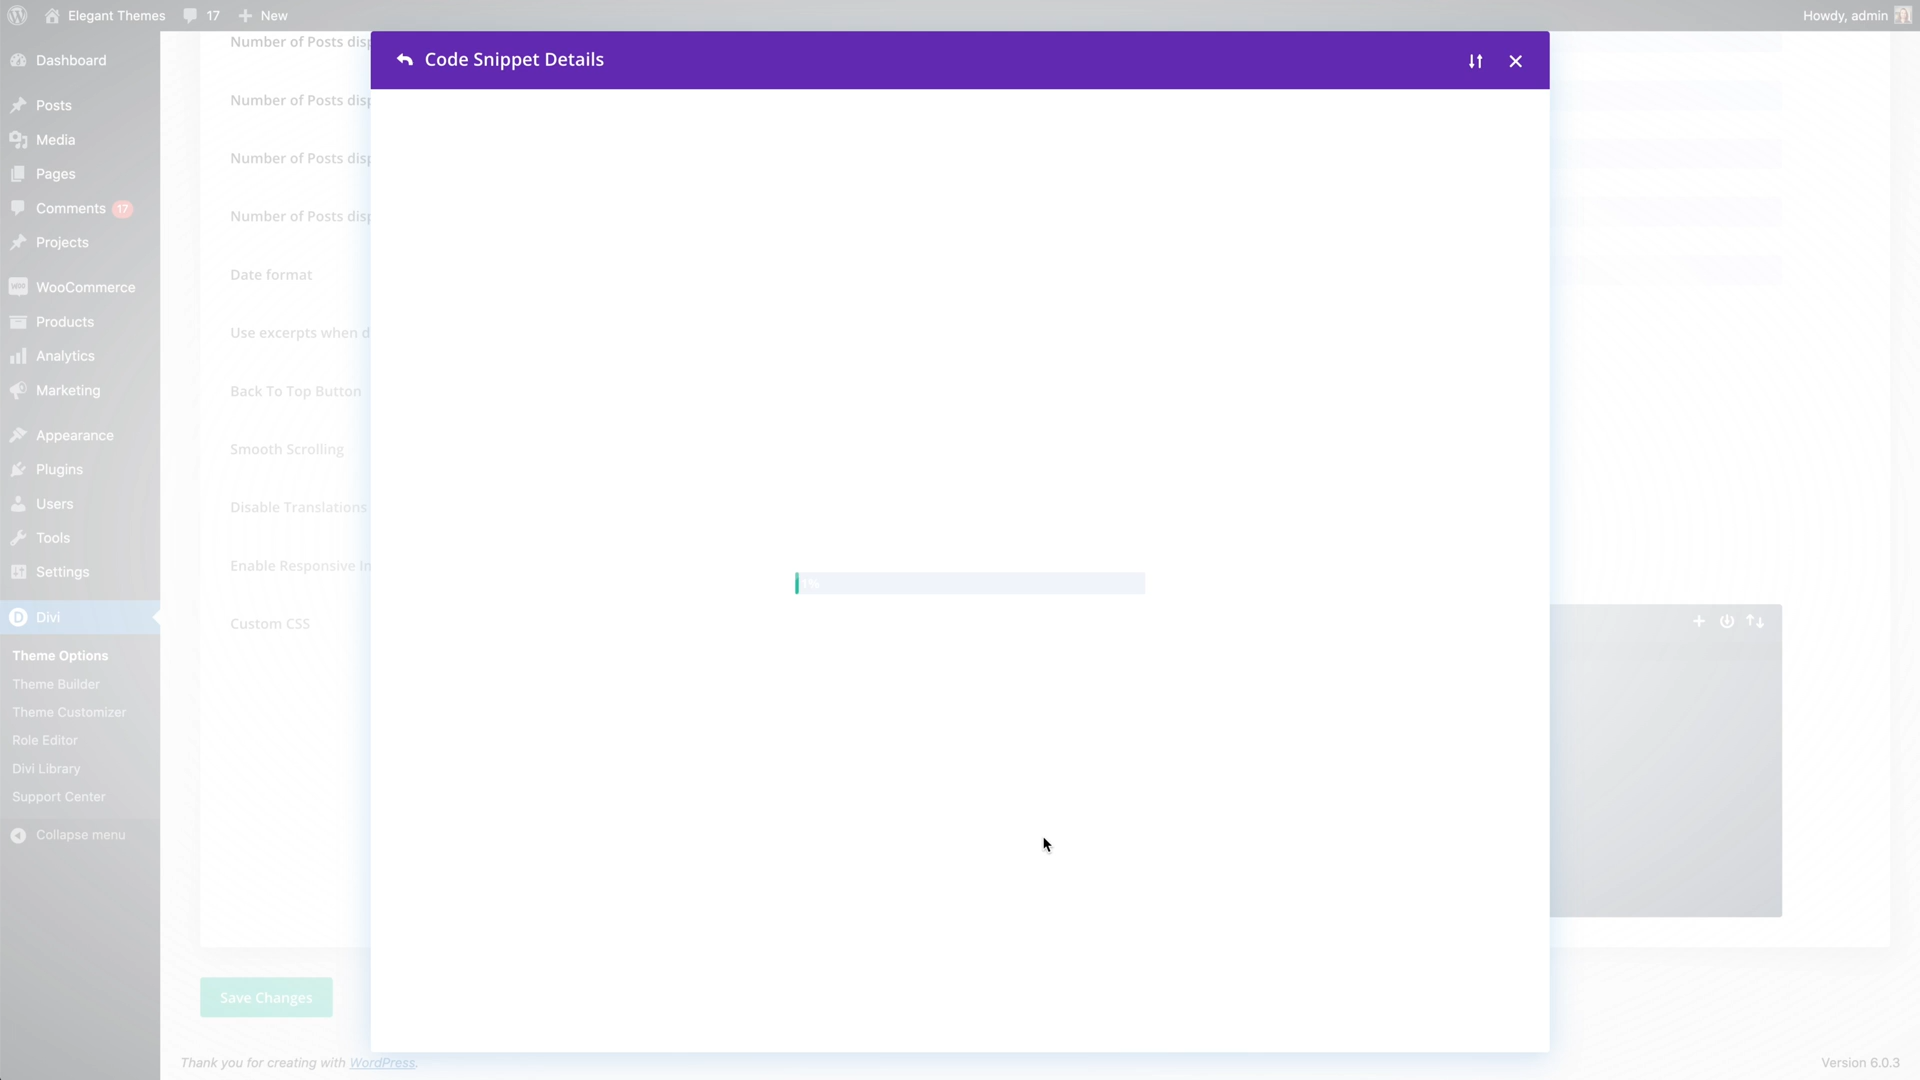 Elegant Themes
17
New
Howdy, admin
Dashboard
Posts
Media
Pages
Comments 17
Projects
WooCommerce
Products
Analytics
Marketing
Appearance
Plugins
Users
Tools
Settings
Divi
Theme Options
Theme Builder
Theme Customizer
Role Editor
Divi Library
Support Center
Collapse menu
Number of Posts disp
Number of Posts disp
Number of Posts disp
Number of Posts disp
Date format
Use excerpts when d
Back To Top Button
Smooth Scrolling
Disable Translations
Enable Responsive Im
Custom CSS
Code Snippet Details
1%
Save Changes
Thank you for creating with WordPress.
Version 6.0.3